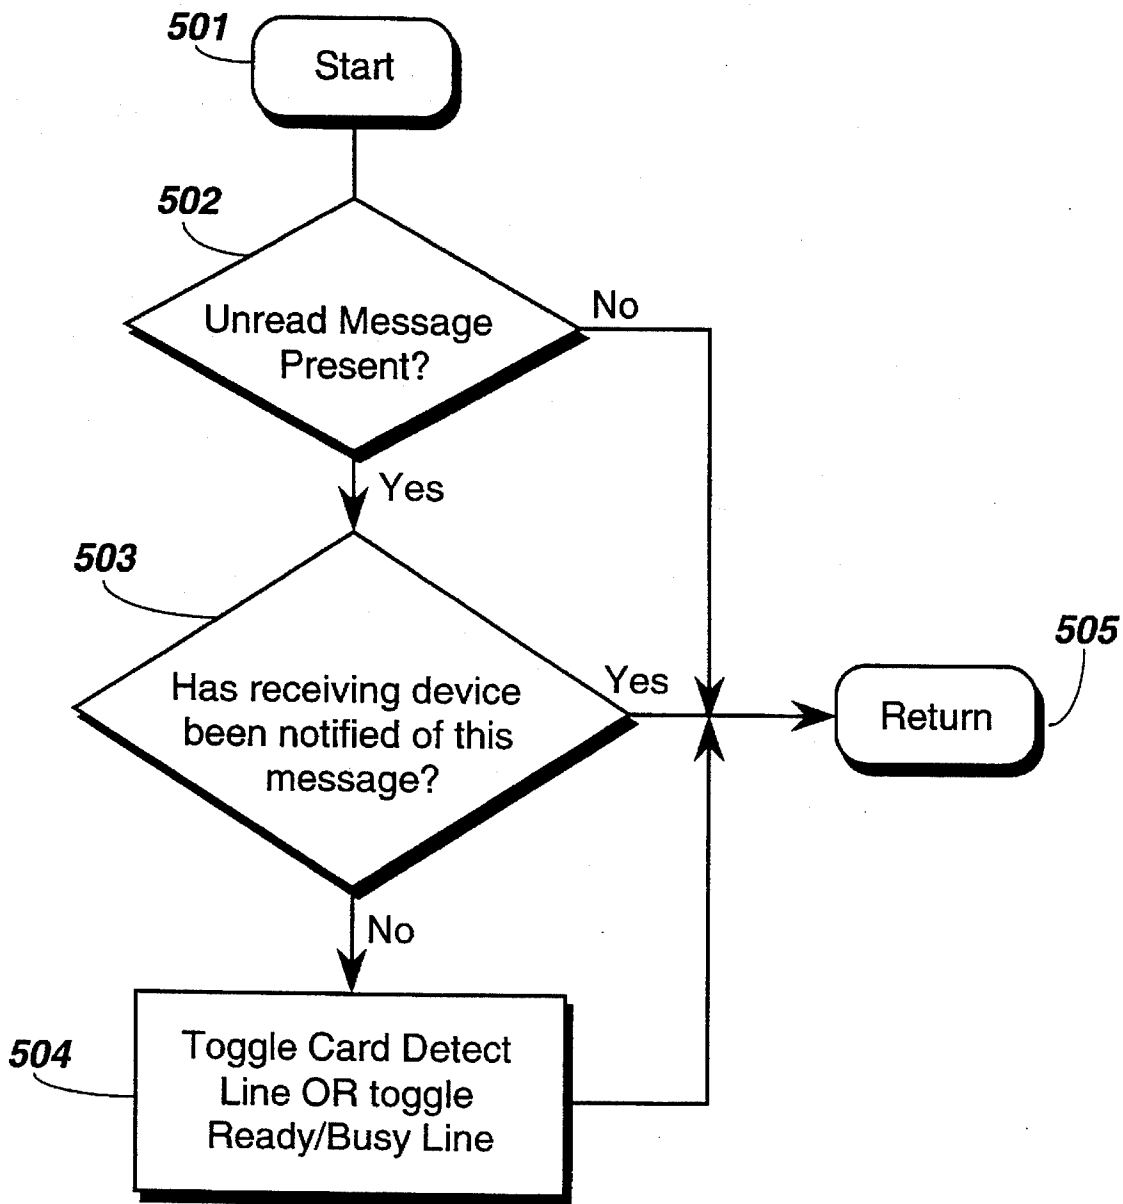 501
Start
502
Unread Message
Present?
No
Yes
503
Has receiving device
been notified of this
message?
Yes
505
Return
No
504
Toggle Card Detect
Line OR toggle
Ready/Busy Line